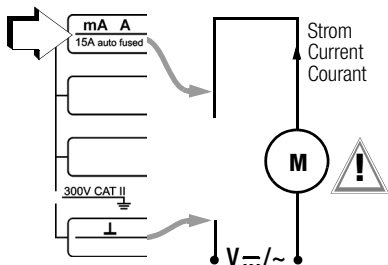 mA A
15A auto fused
Strom
Current
Courant
M
!
300V CAT II
⊥
V ⎓/~